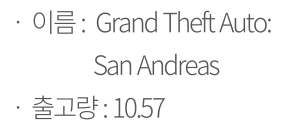 · 이름 : Grand Theft Auto:
San Andreas
· 출고량 : 10.57